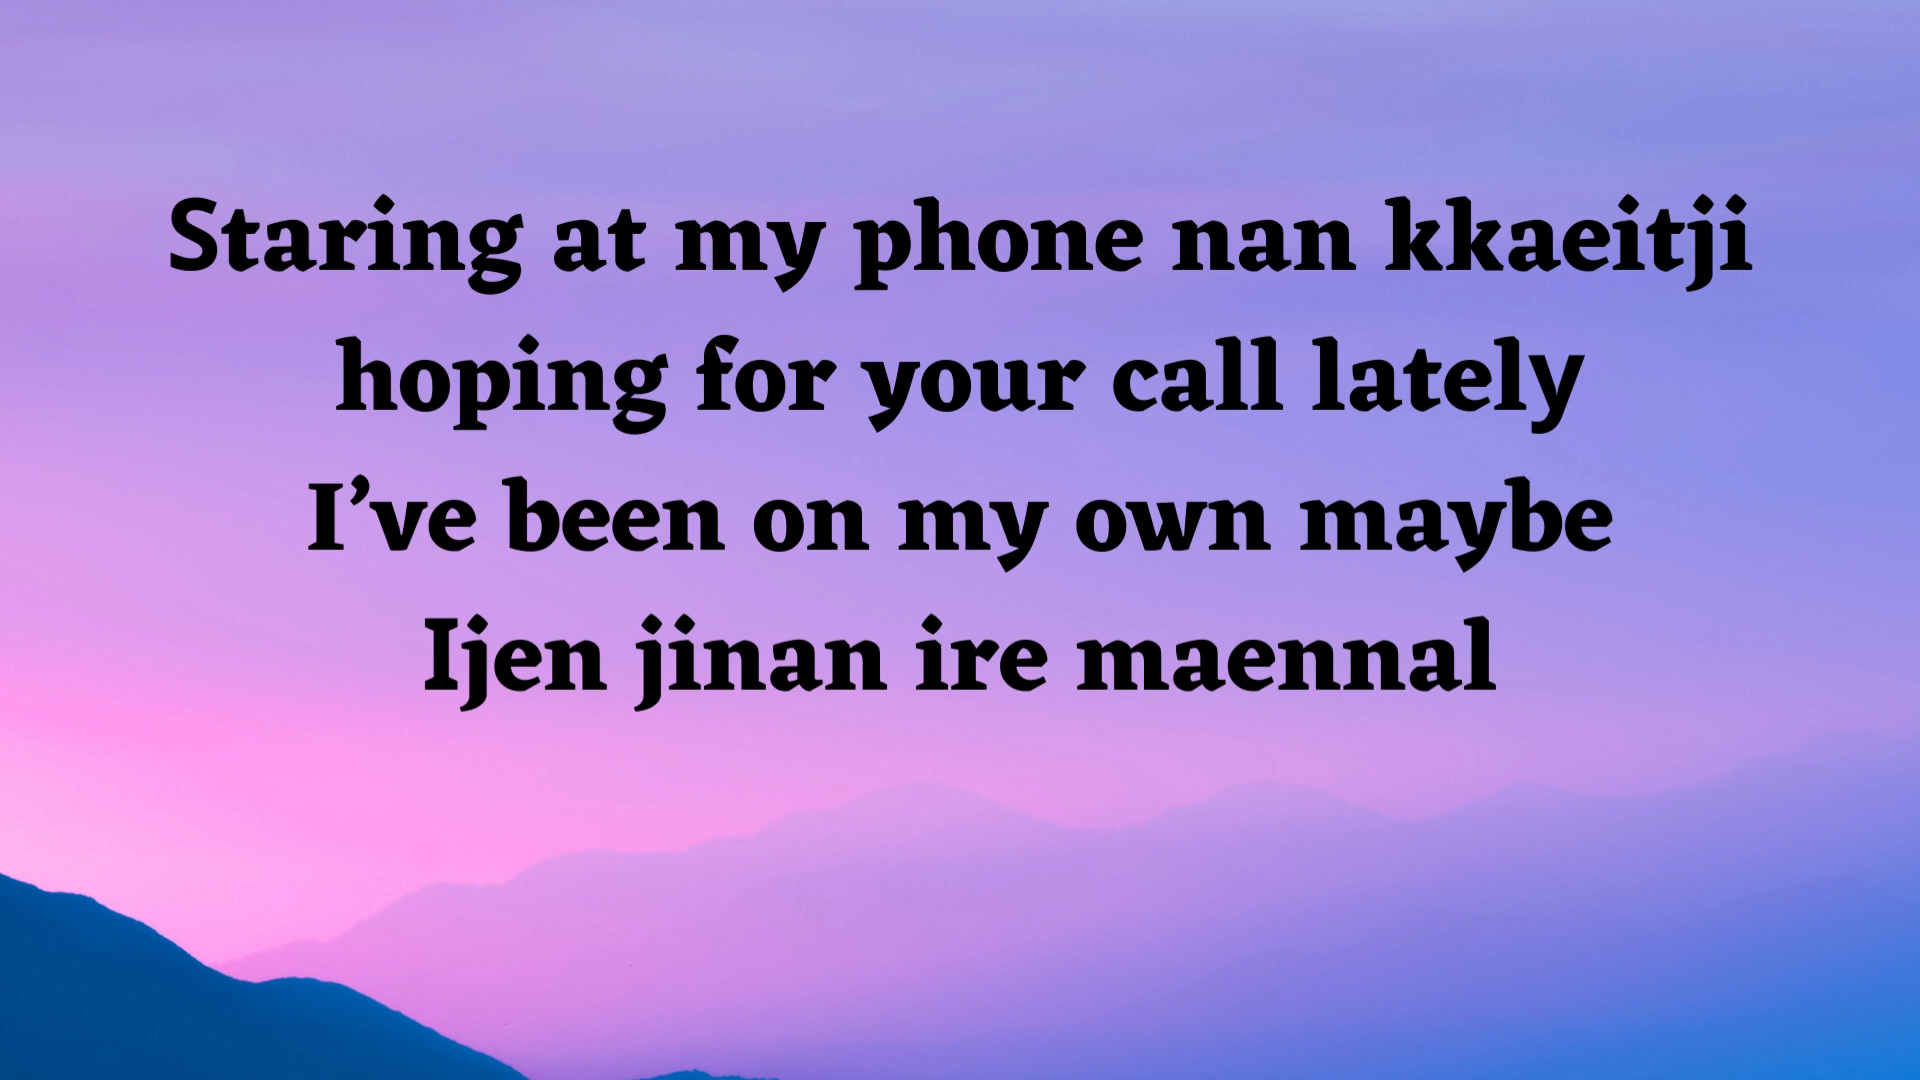 Staring at my phone nan kkaeitji
hoping for your call lately
I’ve been on my own maybe
Ijen jinan ire maennal